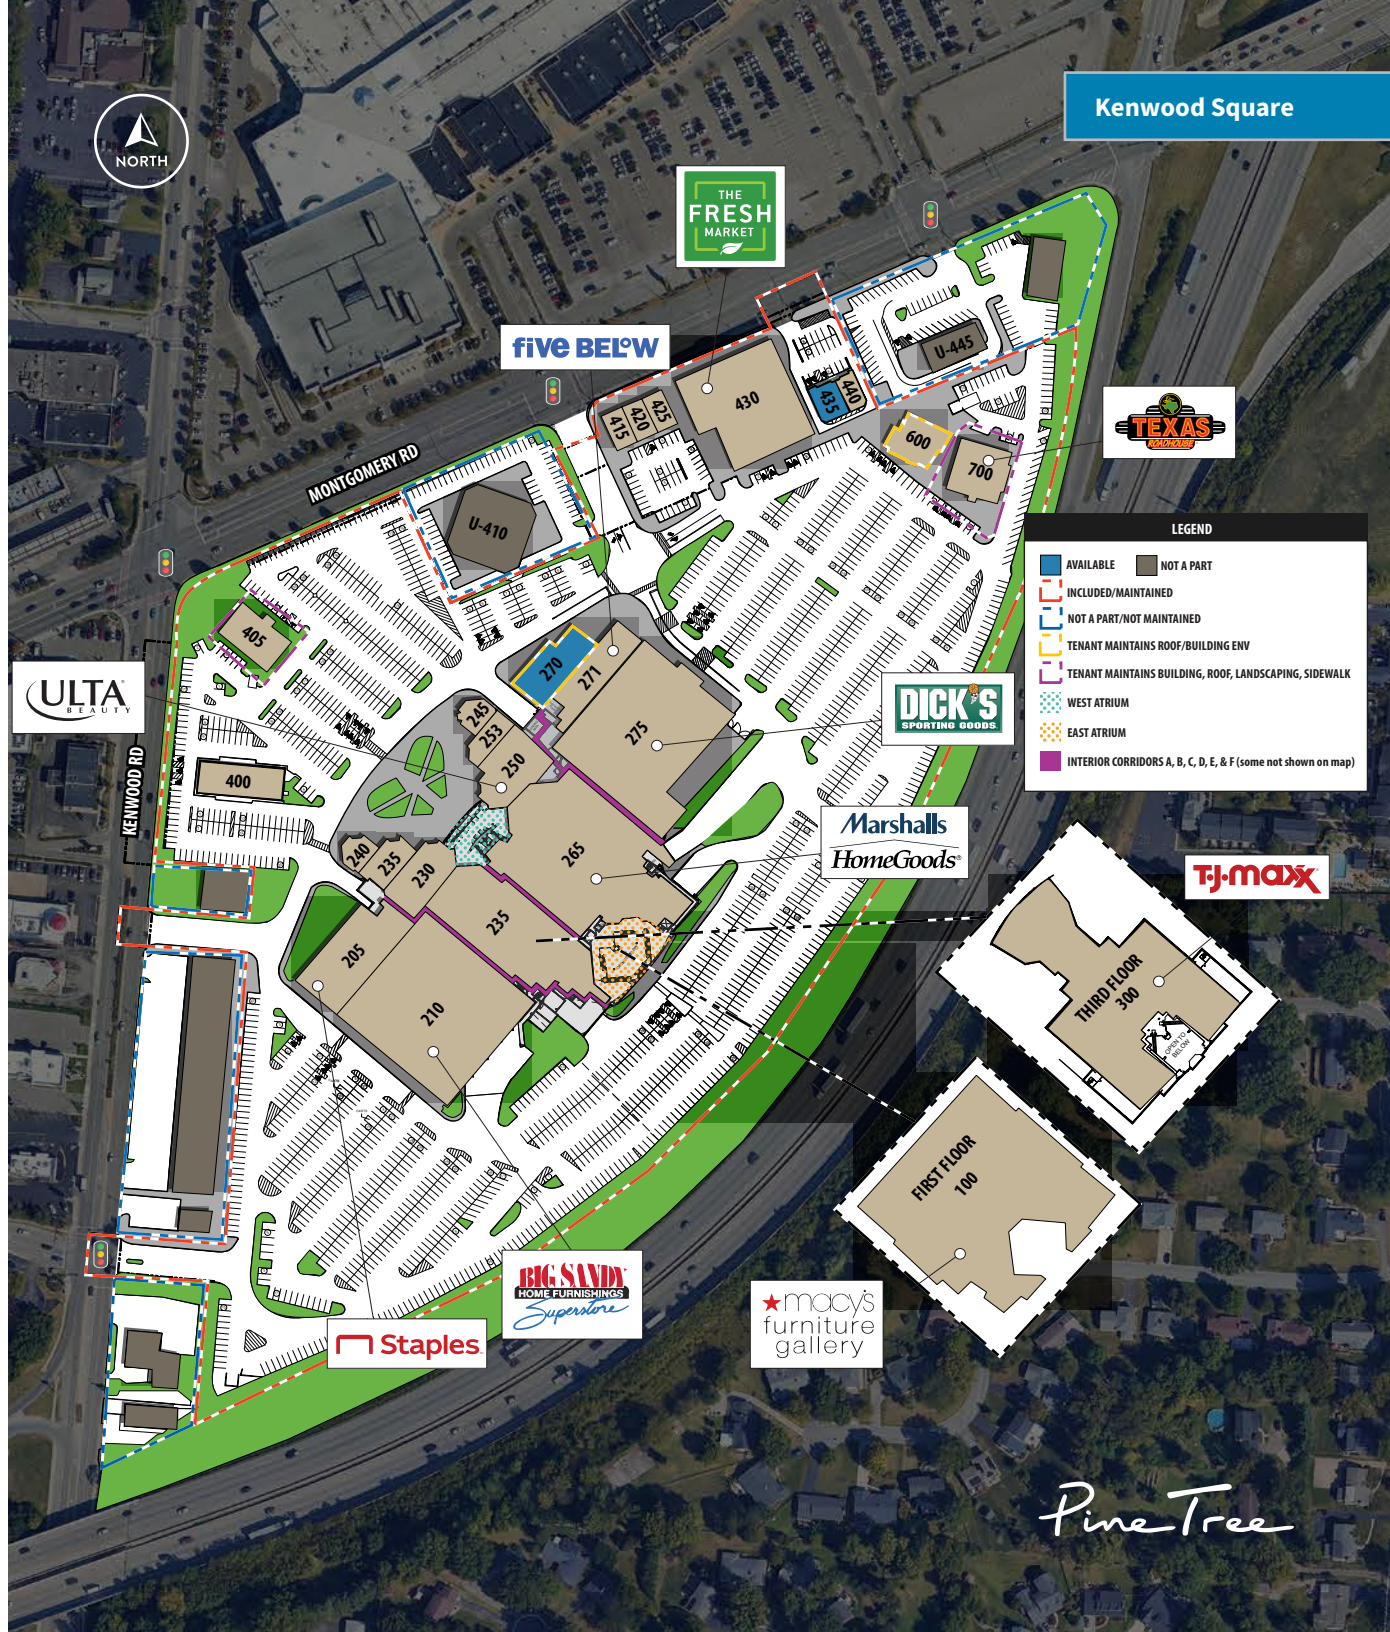 Kenwood Square
NORTH
THE
FRESH
MARKET
five BELOW
TEXAS
ROADHOUSE
MONTGOMERY RD
KENWOOD RD
LEGEND
AVAILABLE
NOT A PART
INCLUDED/MAINTAINED
NOT A PART/NOT MAINTAINED
TENANT MAINTAINS ROOF/BUILDING ENV
TENANT MAINTAINS BUILDING, ROOF, LANDSCAPING, SIDEWALK
WEST ATRIUM
EAST ATRIUM
INTERIOR CORRIDORS A, B, C, D, E, & F (some not shown on map)
U-445
430
435
440
415
420
425
600
700
U-410
405
270
271
275
245
253
250
400
240
235
230
265
235
205
210
ULTA
BEAUTY
DICK'S
SPORTING GOODS
Marshalls
HomeGoods
T·J·maxx
THIRD FLOOR
300
OPEN TO
BELOW
FIRST FLOOR
100
BIG SANDY
HOME FURNISHINGS
Superstore
Staples
macy's
furniture
gallery
Pine Tree